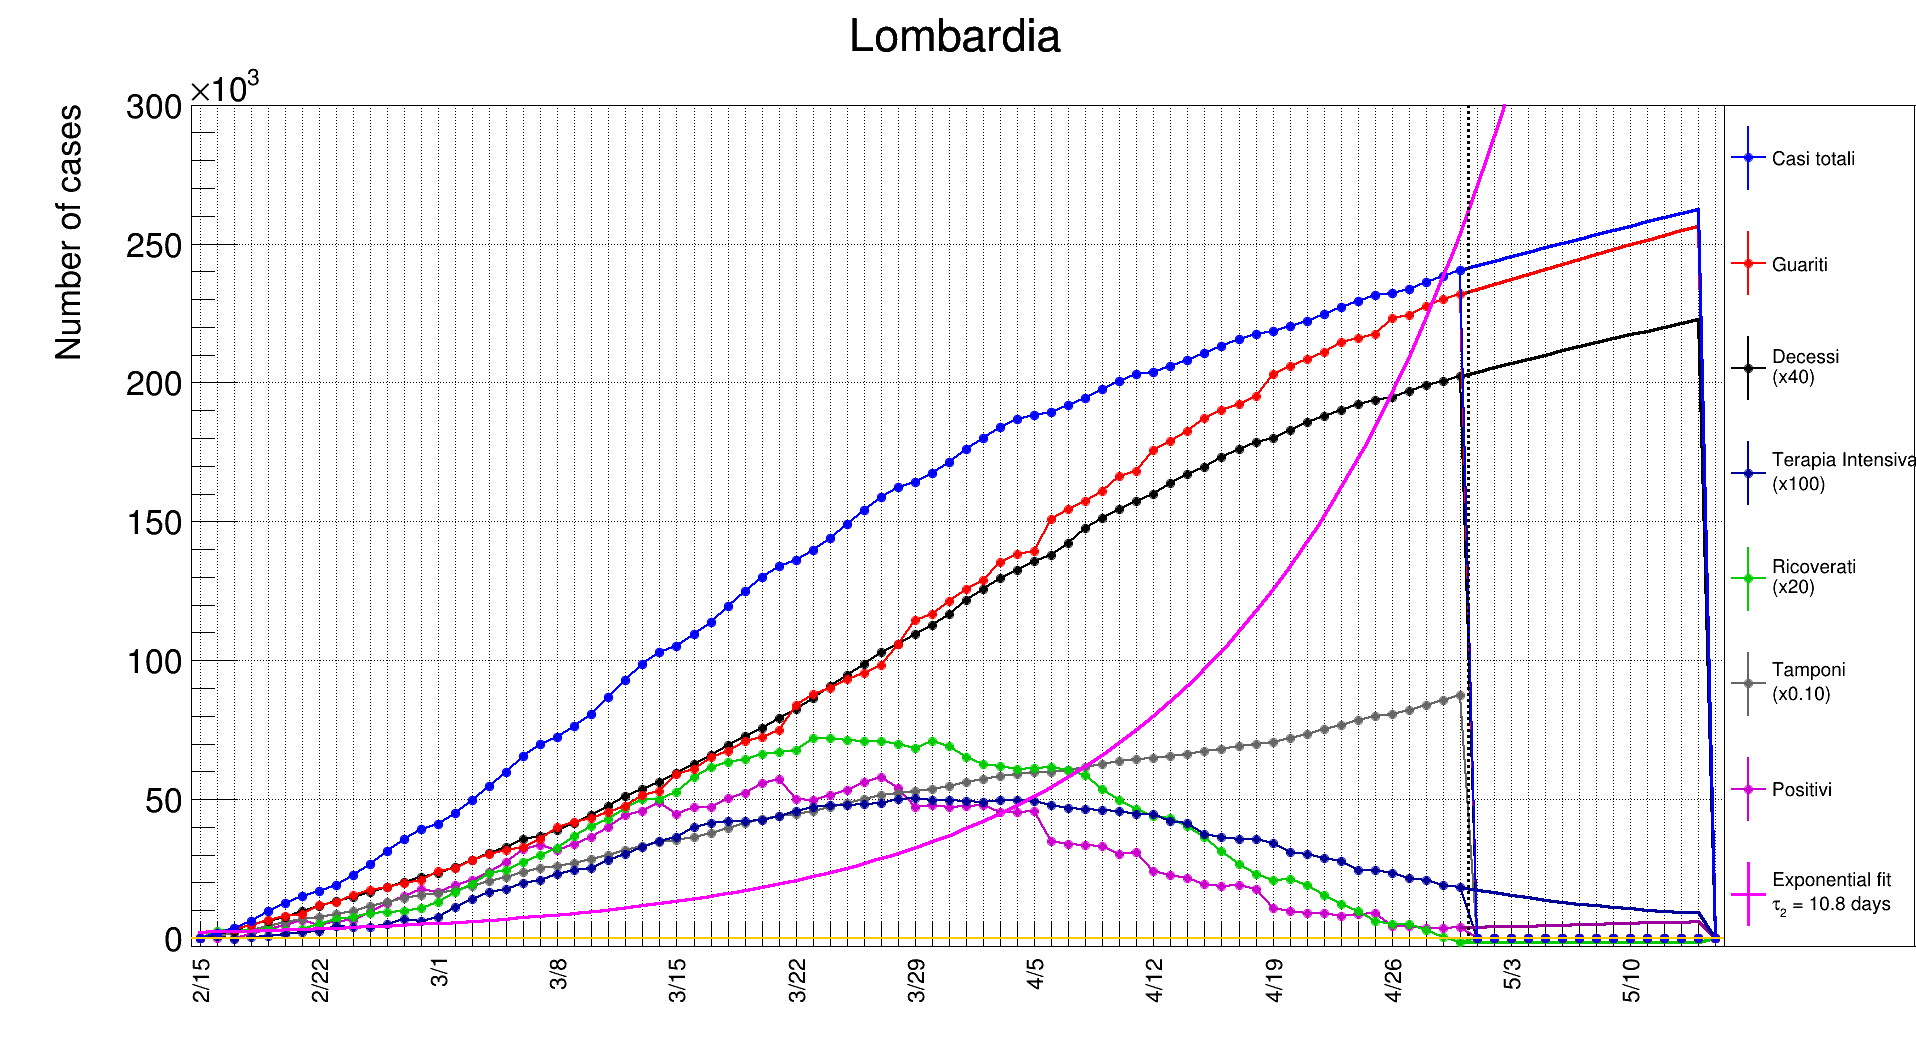 Lombardia
×10³
Number of cases
300
250
200
150
100
50
0
2/15
2/22
3/1
3/8
3/15
3/22
3/29
4/5
4/12
4/19
4/26
5/3
5/10
Casi totali
Guariti
Decessi
(x40)
Terapia Intensiva
(x100)
Ricoverati
(x20)
Tamponi
(x0.10)
Positivi
Exponential fit
τ₂ = 10.8 days